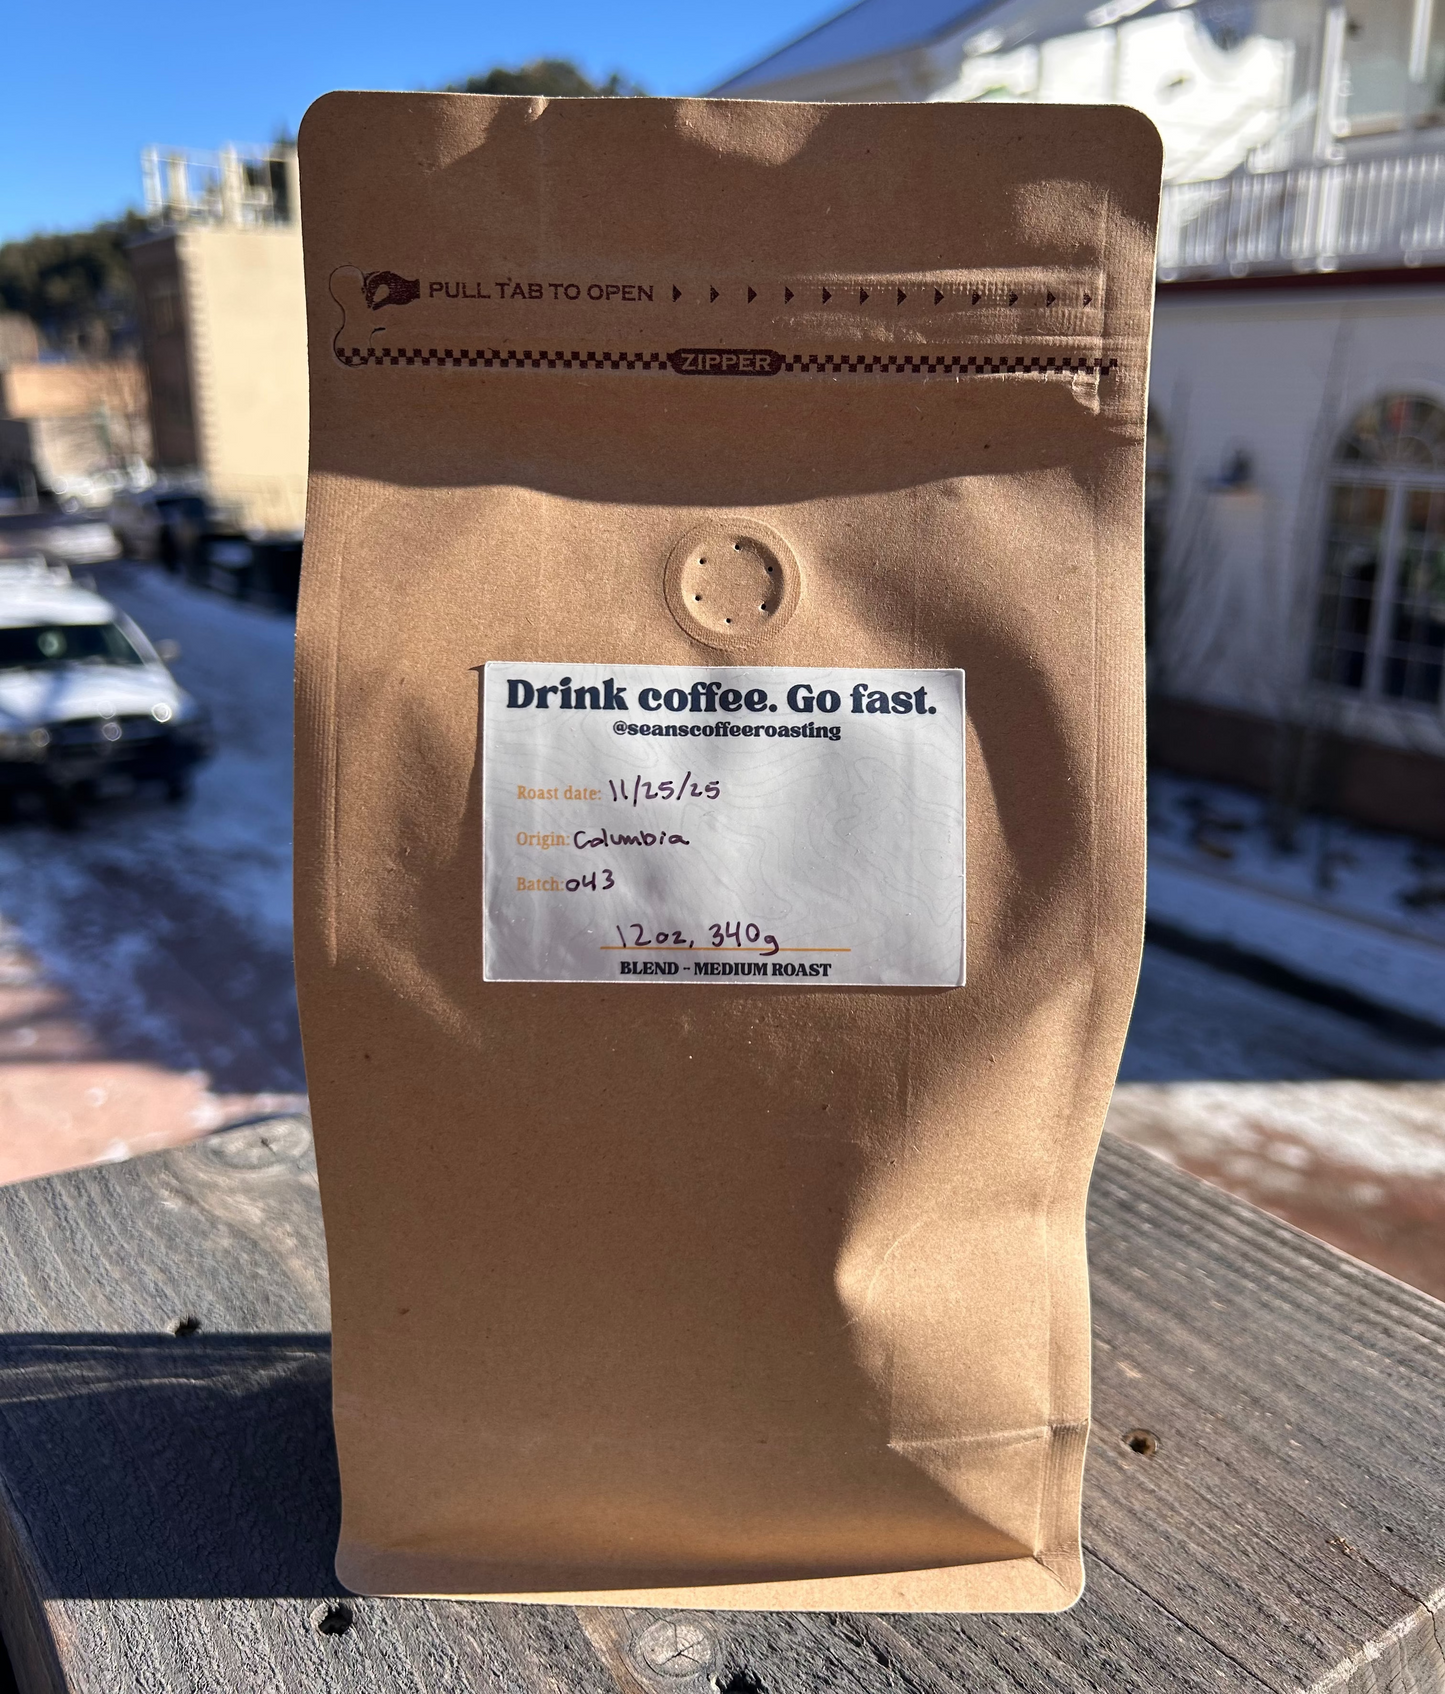 PULL TAB TO OPEN
ZIPPER
Drink coffee. Go fast.
@seanscoffeeroasting
Roast date: 11/25/25
Origin: Columbia
Batch: 043
12oz, 340g
BLEND - MEDIUM ROAST